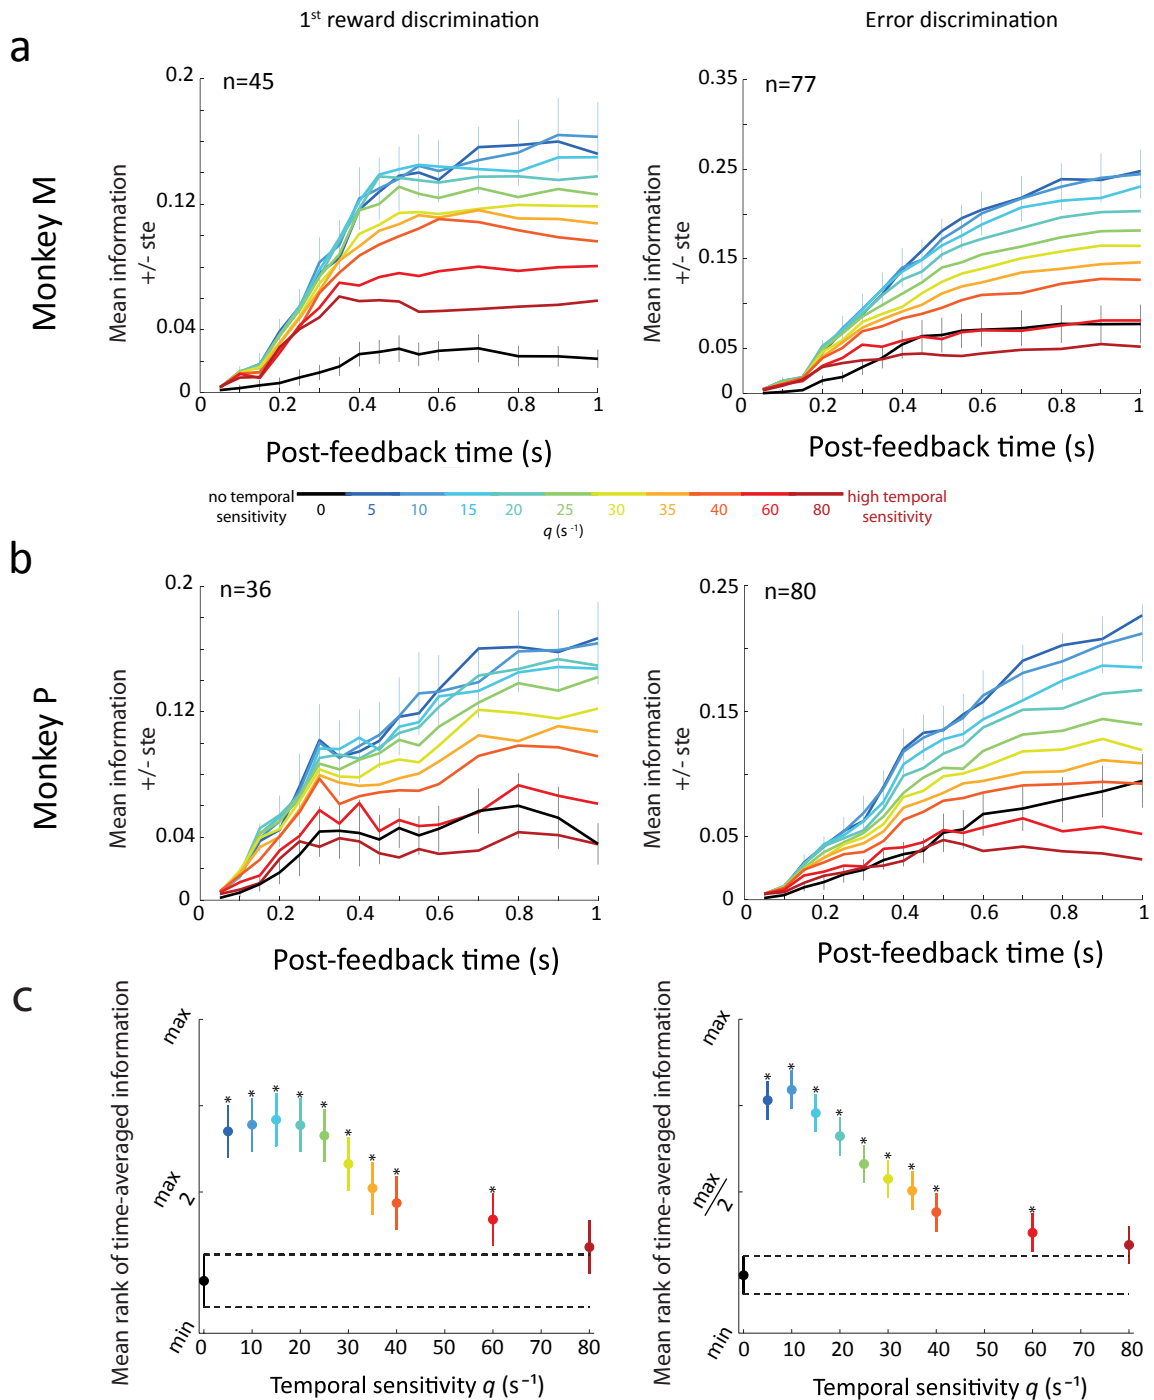 1st reward discrimination
Error discrimination
a
Monkey M
Mean information
+/- ste
n=45
0.2
0.12
0.04
0
0 0.2 0.4 0.6 0.8 1
Post-feedback time (s)
Mean information
+/- ste
n=77
0.35
0.25
0.15
0.05
0
0 0.2 0.4 0.6 0.8 1
Post-feedback time (s)
no temporal
sensitivity
0 5 10 15 20 25 30 35 40 60 80
q (s⁻¹)
high temporal
sensitivity
b
Monkey P
Mean information
+/- ste
n=36
0.2
0.12
0.04
0
0 0.2 0.4 0.6 0.8 1
Post-feedback time (s)
Mean information
+/- ste
n=80
0.25
0.15
0.05
0
0 0.2 0.4 0.6 0.8 1
Post-feedback time (s)
c
Mean rank of time-averaged information
max
max
2
min
* * * * * * * * *
0 10 20 30 40 50 60 70 80
Temporal sensitivity q (s⁻¹)
Mean rank of time-averaged information
max
max
2
min
* * * * * * * * *
0 10 20 30 40 50 60 70 80
Temporal sensitivity q (s⁻¹)